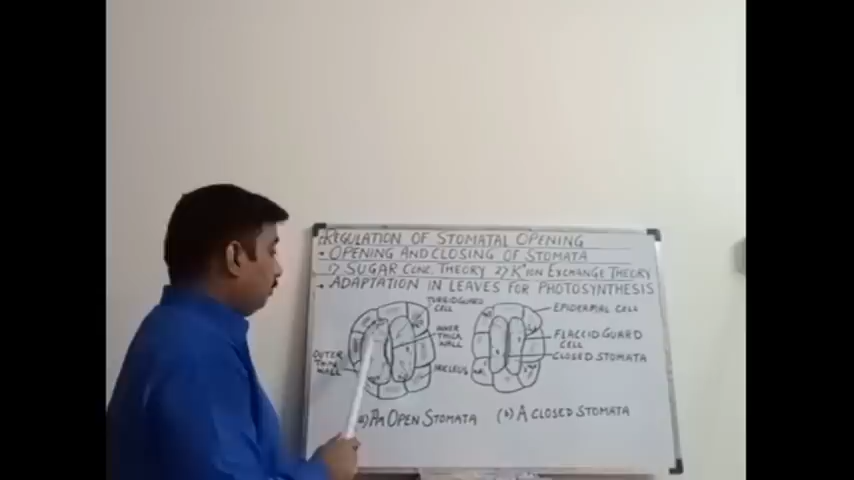 REGULATION OF STOMATAL OPENING
• OPENING AND CLOSING OF STOMATA
1) SUGAR CONC. THEORY 2) K⁺ ION EXCHANGE THEORY
• ADAPTATION IN LEAVES FOR PHOTOSYNTHESIS
TURGID GUARD
CELL
INNER
THICK
WALL
OUTER
THIN
WALL
NUCLEUS
EPIDERMAL CELL
FLACCID GUARD
CELL
CLOSED STOMATA
(a) AN OPEN STOMATA
(b) A CLOSED STOMATA